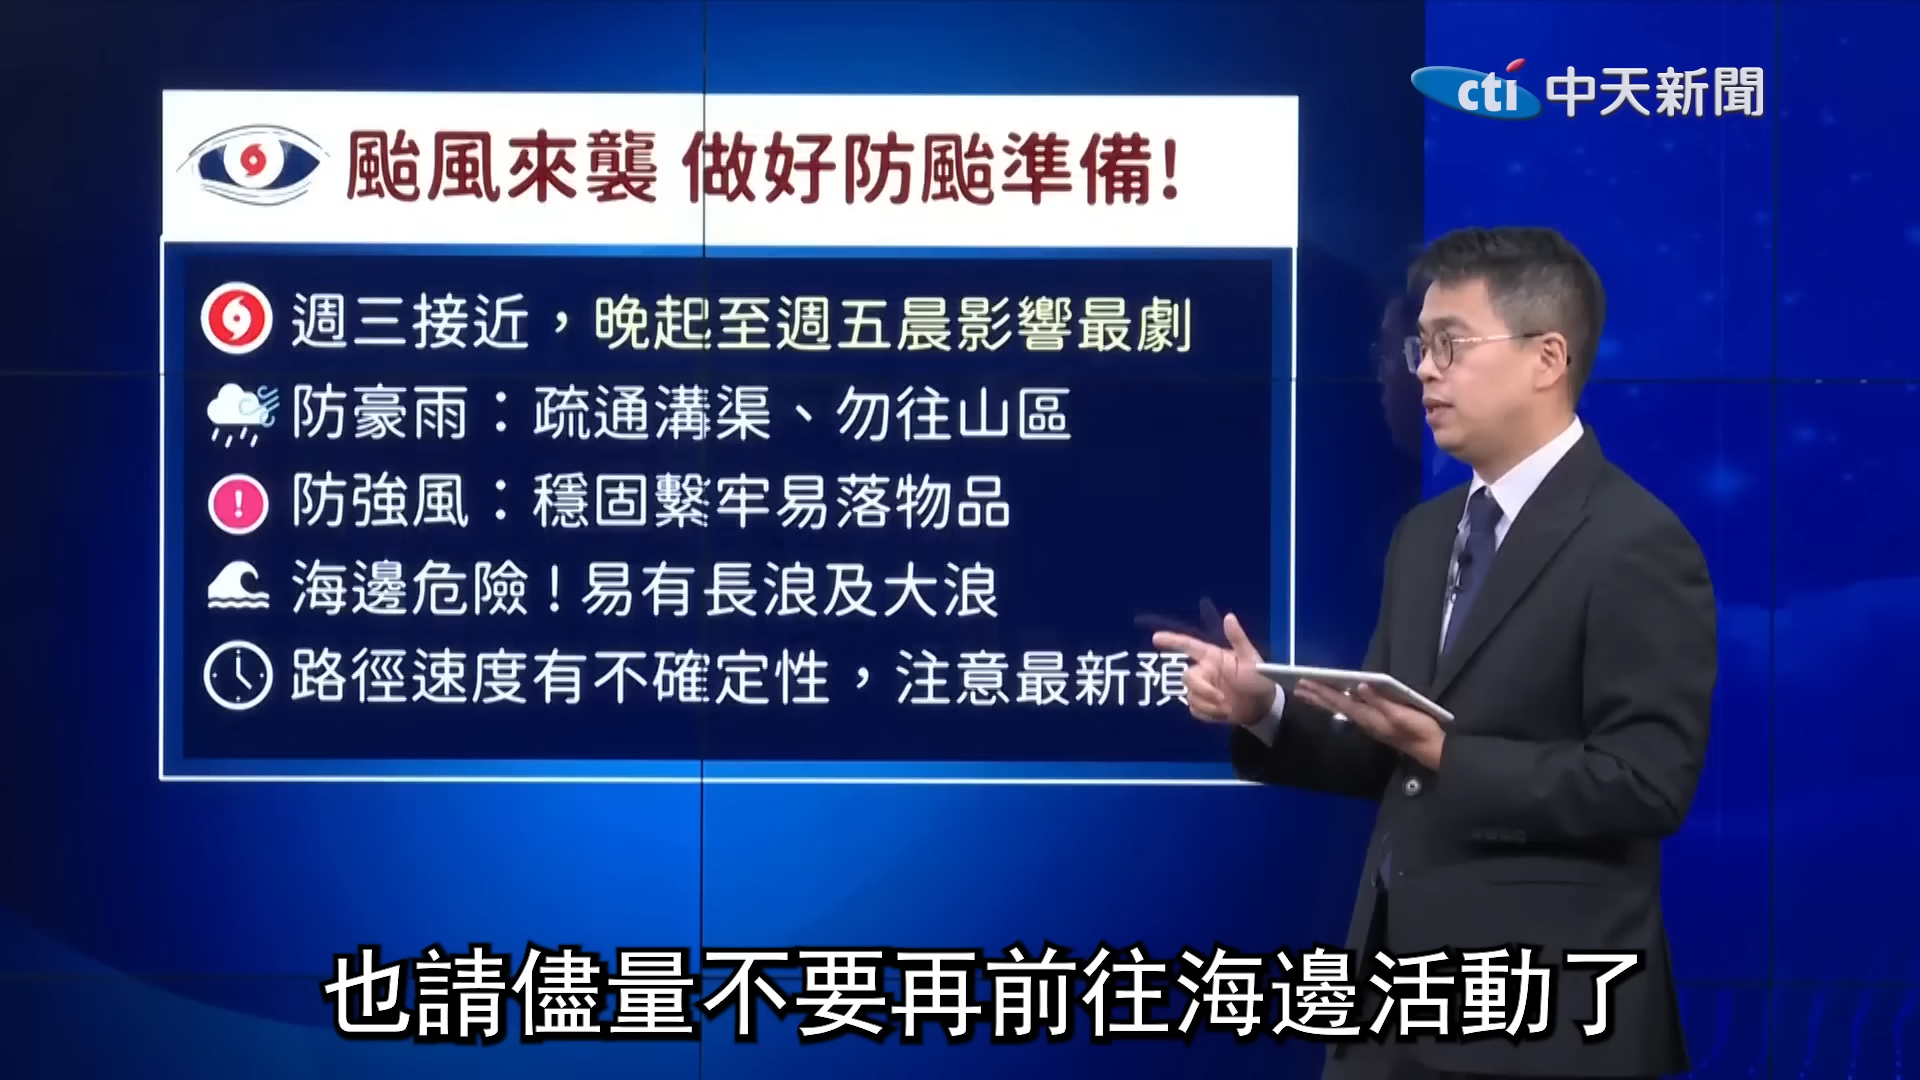 cti 中天新聞
颱風來襲 做好防颱準備!
週三接近，晚起至週五晨影響最劇
防豪雨：疏通溝渠、勿往山區
防強風：穩固繫牢易落物品
海邊危險！易有長浪及大浪
路徑速度有不確定性，注意最新預
也請儘量不要再前往海邊活動了